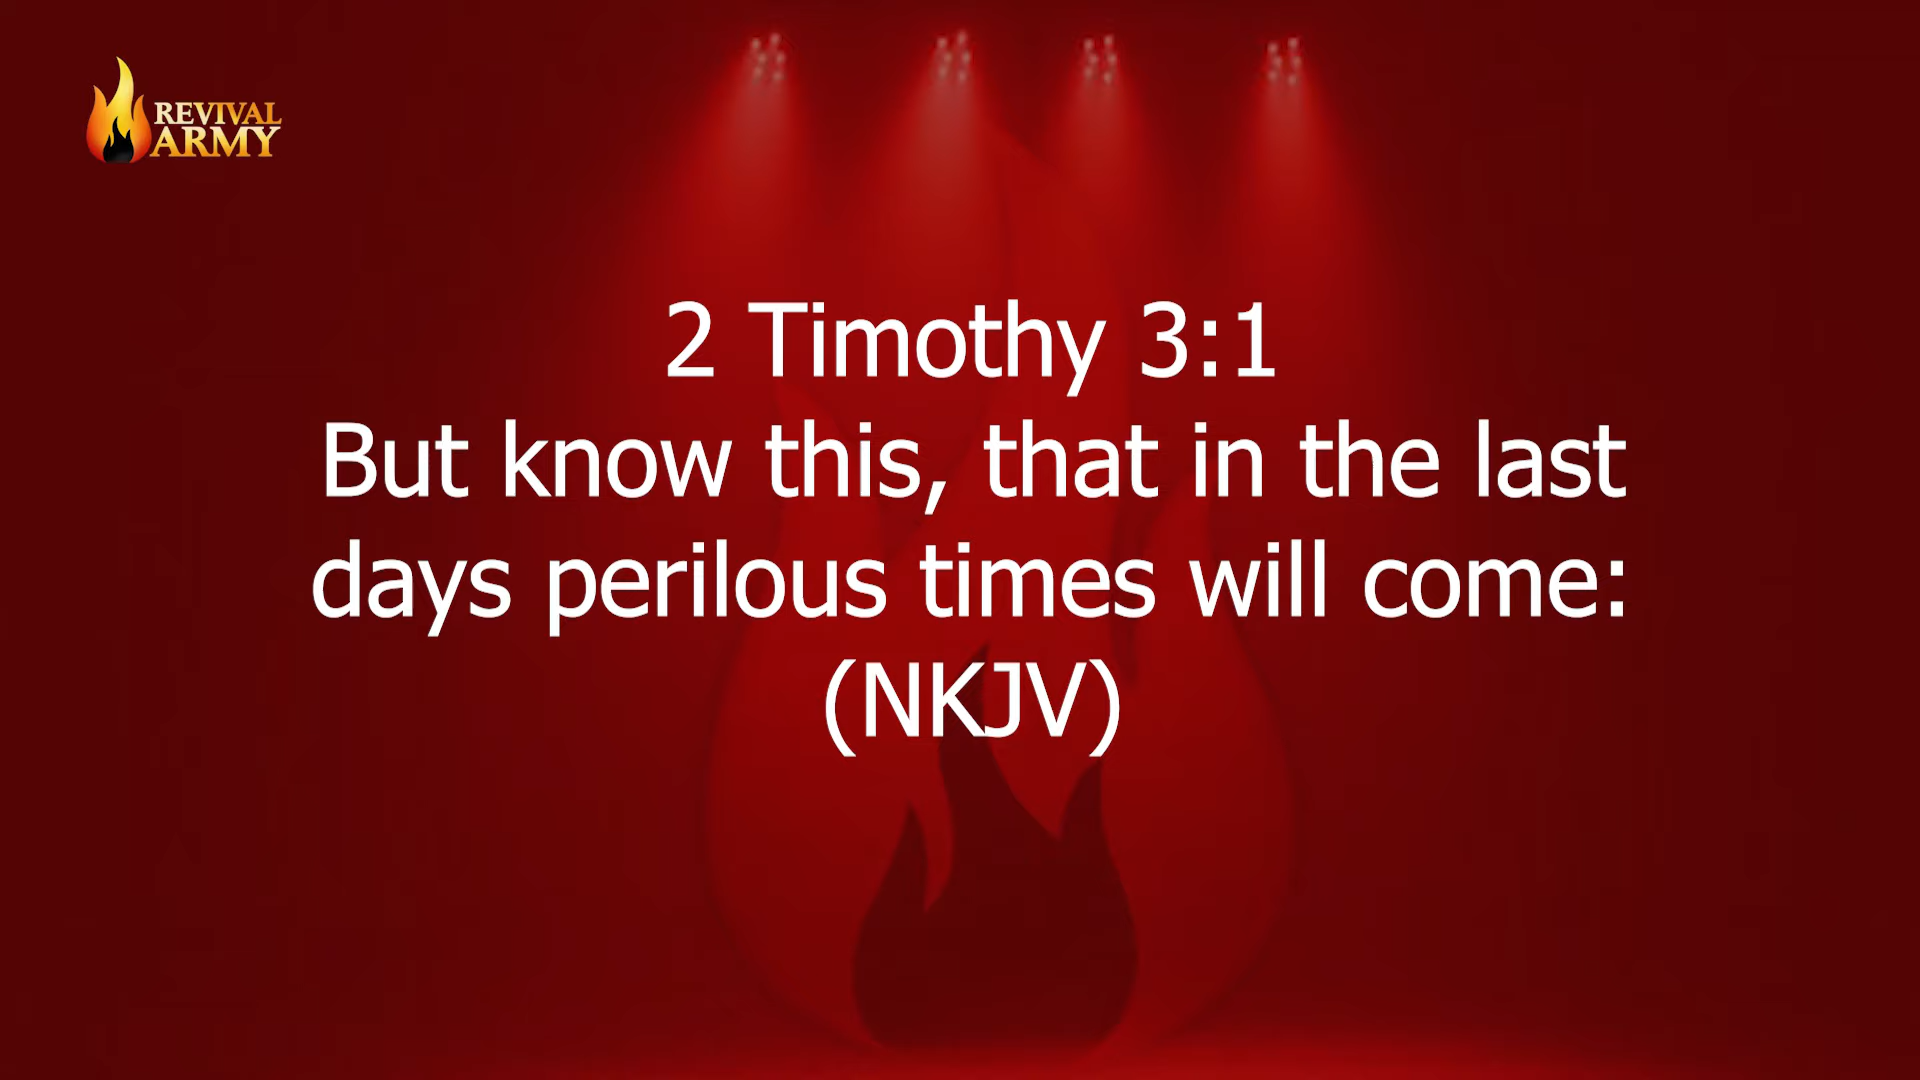 REVIVAL
ARMY
2 Timothy 3:1
But know this, that in the last
days perilous times will come:
(NKJV)